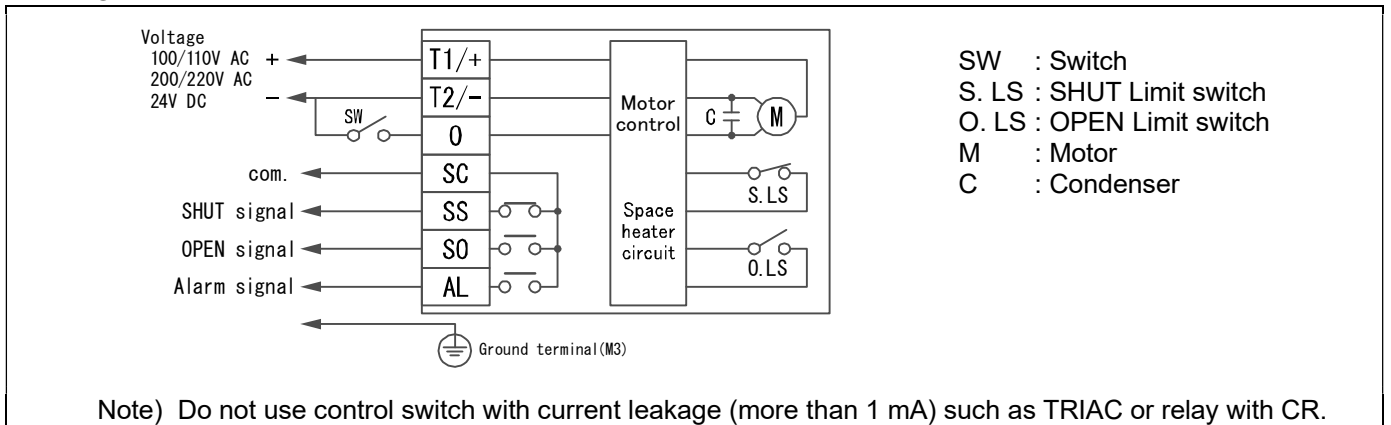 Voltage
100/110V AC +
200/220V AC
24V DC −
SW
T1/+
T2/−
O
SC
SS
SO
AL
com.
SHUT signal
OPEN signal
Alarm signal
Motor
control
Space
heater
circuit
C
M
S.LS
O.LS
Ground terminal(M3)
SW : Switch
S. LS : SHUT Limit switch
O. LS : OPEN Limit switch
M : Motor
C : Condenser
Note) Do not use control switch with current leakage (more than 1 mA) such as TRIAC or relay with CR.